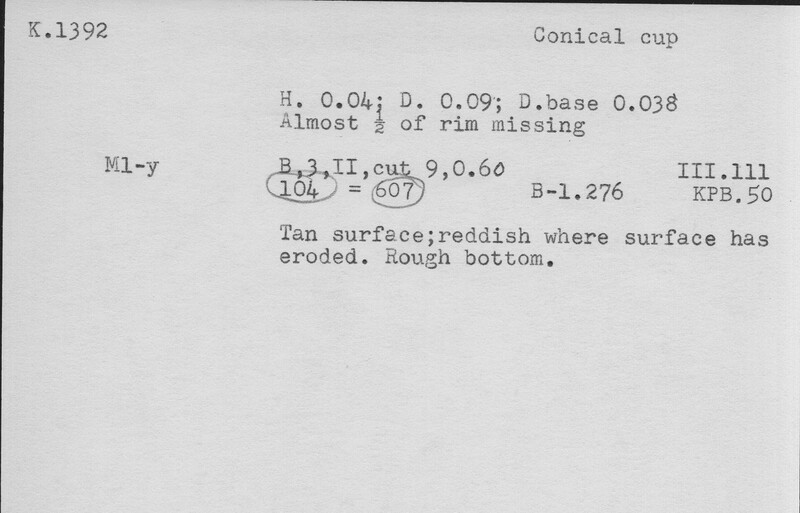 K.1392 Conical cup
H. 0.04; D. 0.09; D.base 0.038
Almost ½ of rim missing
M1-y B,3,II,cut 9,0.60 III.111
104 = 607 B-1.276 KPB.50
Tan surface;reddish where surface has
eroded. Rough bottom.